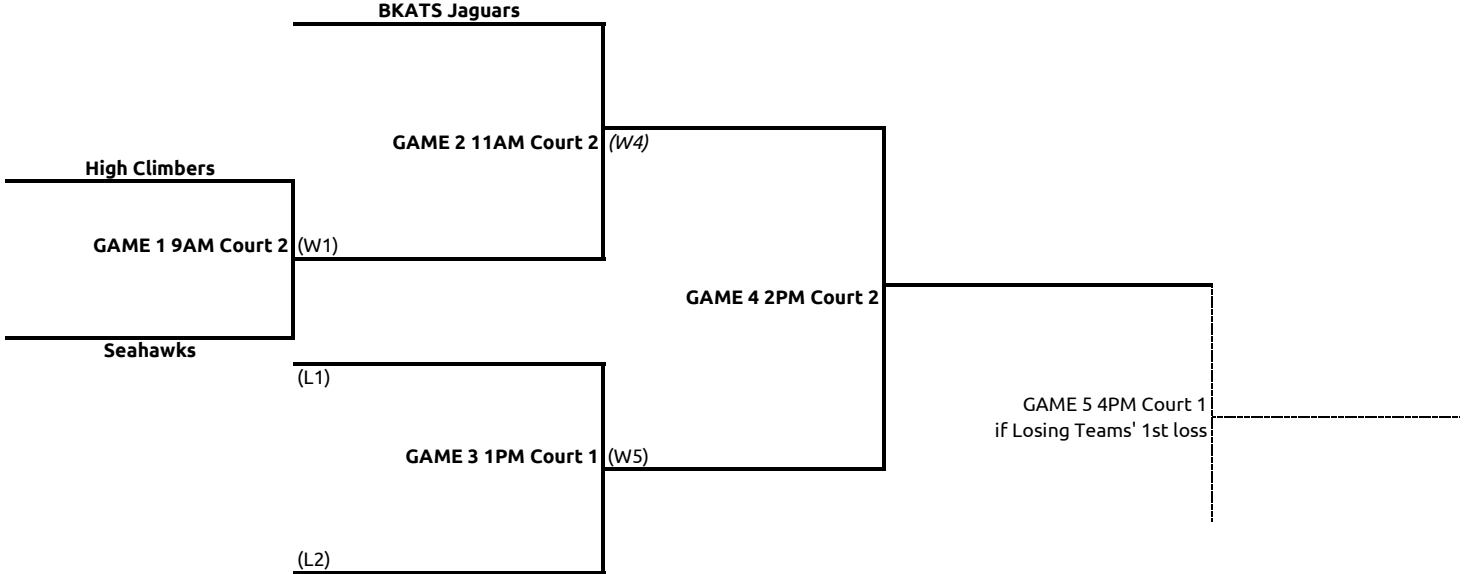 BKATS Jaguars
GAME 2 11AM Court 2 (W4)
High Climbers
GAME 1 9AM Court 2 (W1)
GAME 4 2PM Court 2
Seahawks
(L1)
GAME 5 4PM Court 1
if Losing Teams' 1st loss
GAME 3 1PM Court 1 (W5)
(L2)